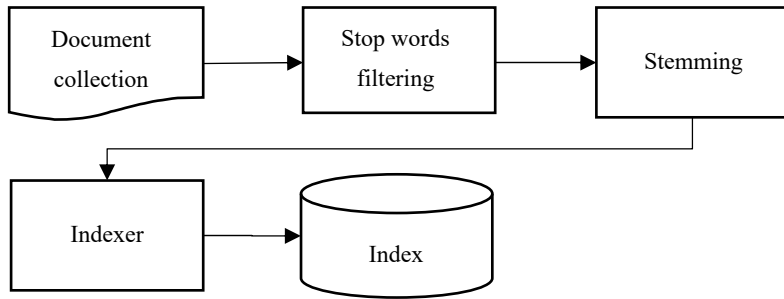 Document
collection
Stop words
filtering
Stemming
Indexer
Index